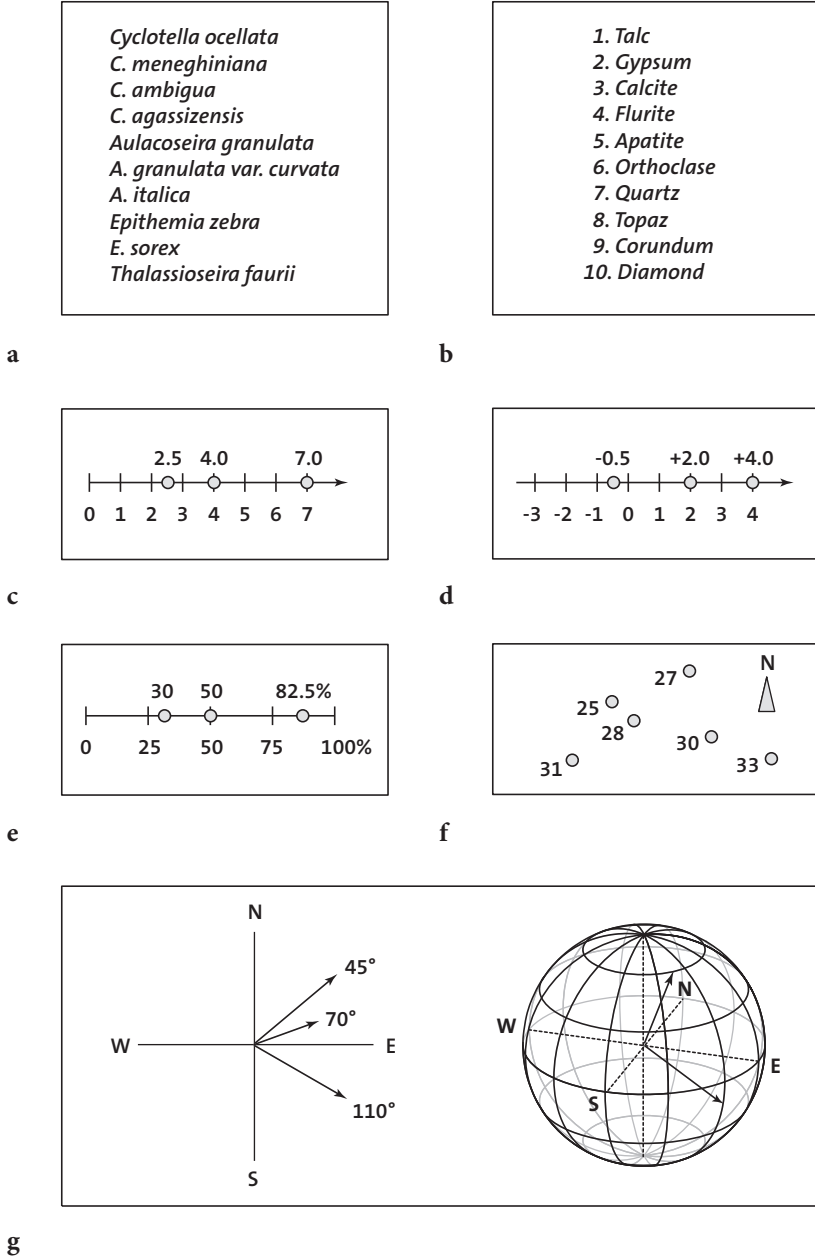 Cyclotella ocellata
C. meneghiniana
C. ambigua
C. agassizensis
Aulacoseira granulata
A. granulata var. curvata
A. italica
Epithemia zebra
E. sorex
Thalassioseira faurii
a
1. Talc
2. Gypsum
3. Calcite
4. Flurite
5. Apatite
6. Orthoclase
7. Quartz
8. Topaz
9. Corundum
10. Diamond
b
2.5 4.0 7.0
0 1 2 3 4 5 6 7
c
-0.5 +2.0 +4.0
-3 -2 -1 0 1 2 3 4
d
30 50 82.5%
0 25 50 75 100%
e
N
27
25
28
30
31
33
f
N
45°
70°
W
E
110°
S
N
W
E
S
g